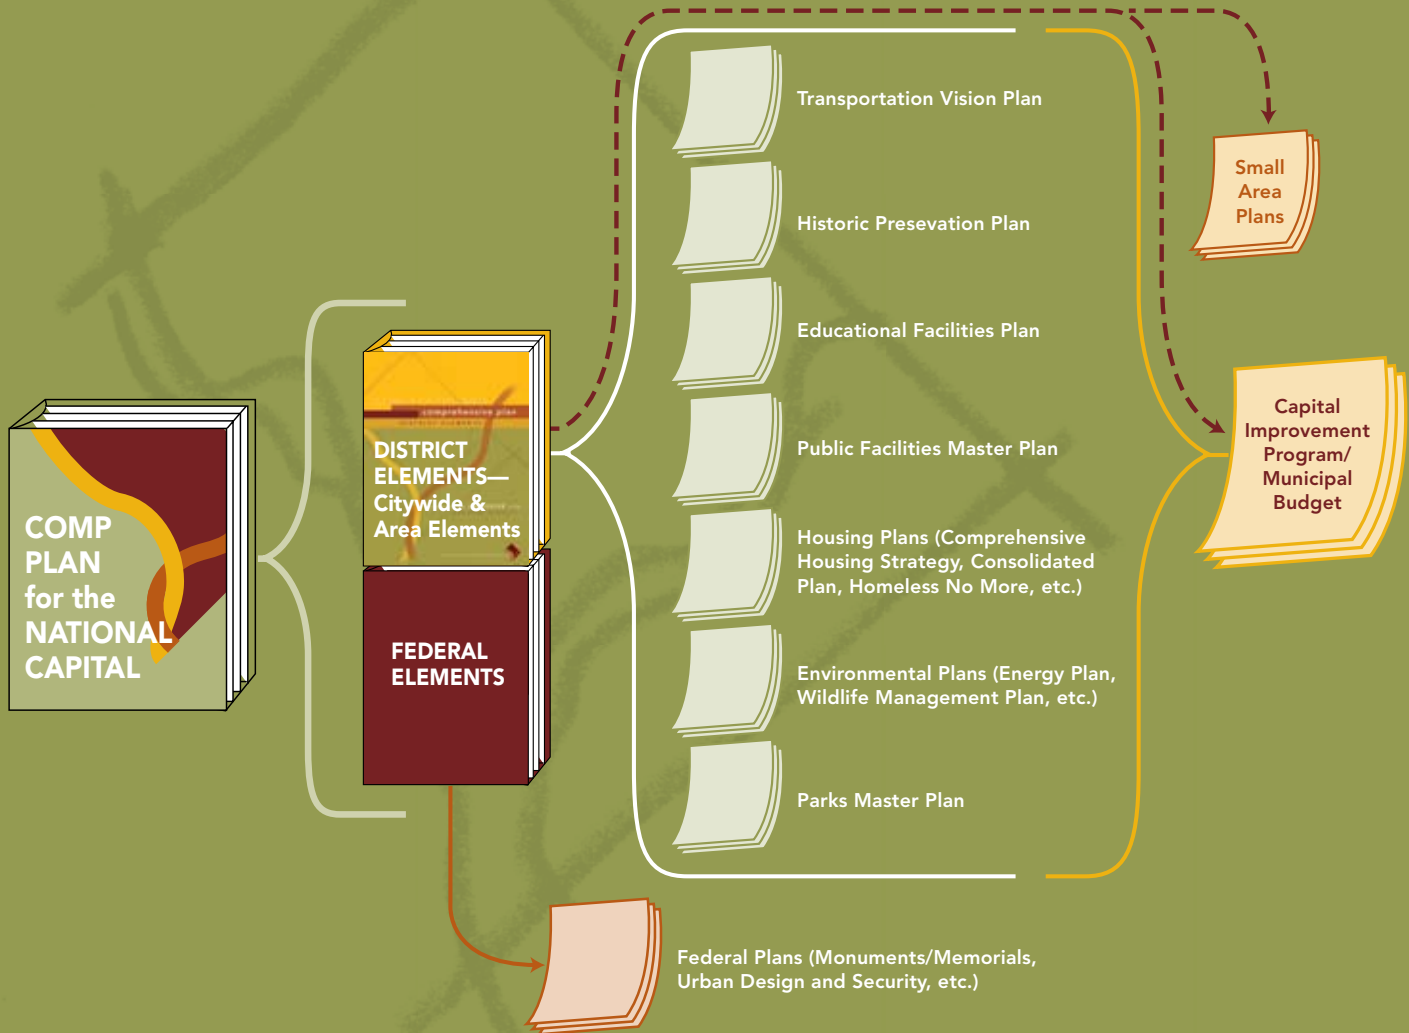 Transportation Vision Plan
Historic Presevation Plan
Educational Facilities Plan
Public Facilities Master Plan
Housing Plans (Comprehensive
Housing Strategy, Consolidated
Plan, Homeless No More, etc.)
Environmental Plans (Energy Plan,
Wildlife Management Plan, etc.)
Parks Master Plan
Small
Area
Plans
Capital
Improvement
Program/
Municipal
Budget
comprehensive plan
DISTRICT
ELEMENTS—
Citywide &
Area Elements
FEDERAL
ELEMENTS
COMP
PLAN
for the
NATIONAL
CAPITAL
Federal Plans (Monuments/Memorials,
Urban Design and Security, etc.)